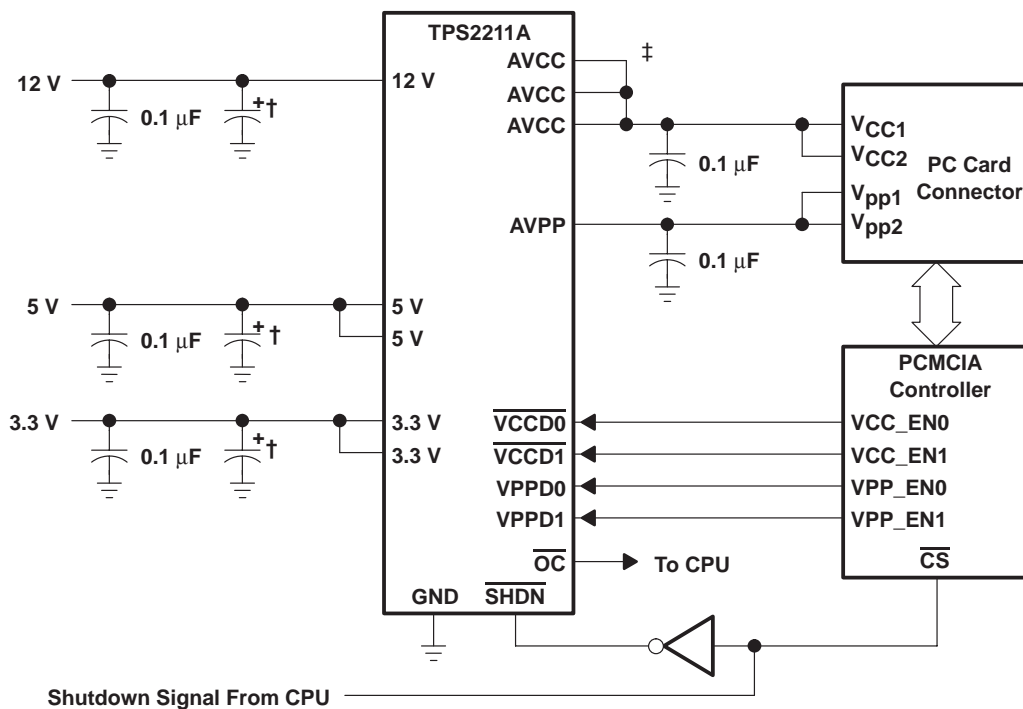 TPS2211A
12 V
0.1 μF
+†
12 V
AVCC
‡
AVCC
AVCC
0.1 μF
VCC1
VCC2
Vpp1
Vpp2
PC Card
Connector
AVPP
0.1 μF
5 V
0.1 μF
+†
5 V
5 V
3.3 V
0.1 μF
+†
3.3 V
3.3 V
PCMCIA
Controller
VCCD0
VCC_EN0
VCCD1
VCC_EN1
VPPD0
VPP_EN0
VPPD1
VPP_EN1
OC
To CPU
CS
GND
SHDN
Shutdown Signal From CPU